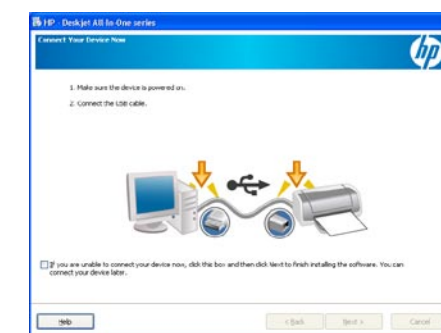 HP - Deskjet All-In-One series
Connect Your Device Now
hp
1. Make sure the device is powered on.
2. Connect the USB cable.
If you are unable to connect your device now, click this box and then click Next to finish installing the software. You can
connect your device later.
Help
< Back
Next >
Cancel